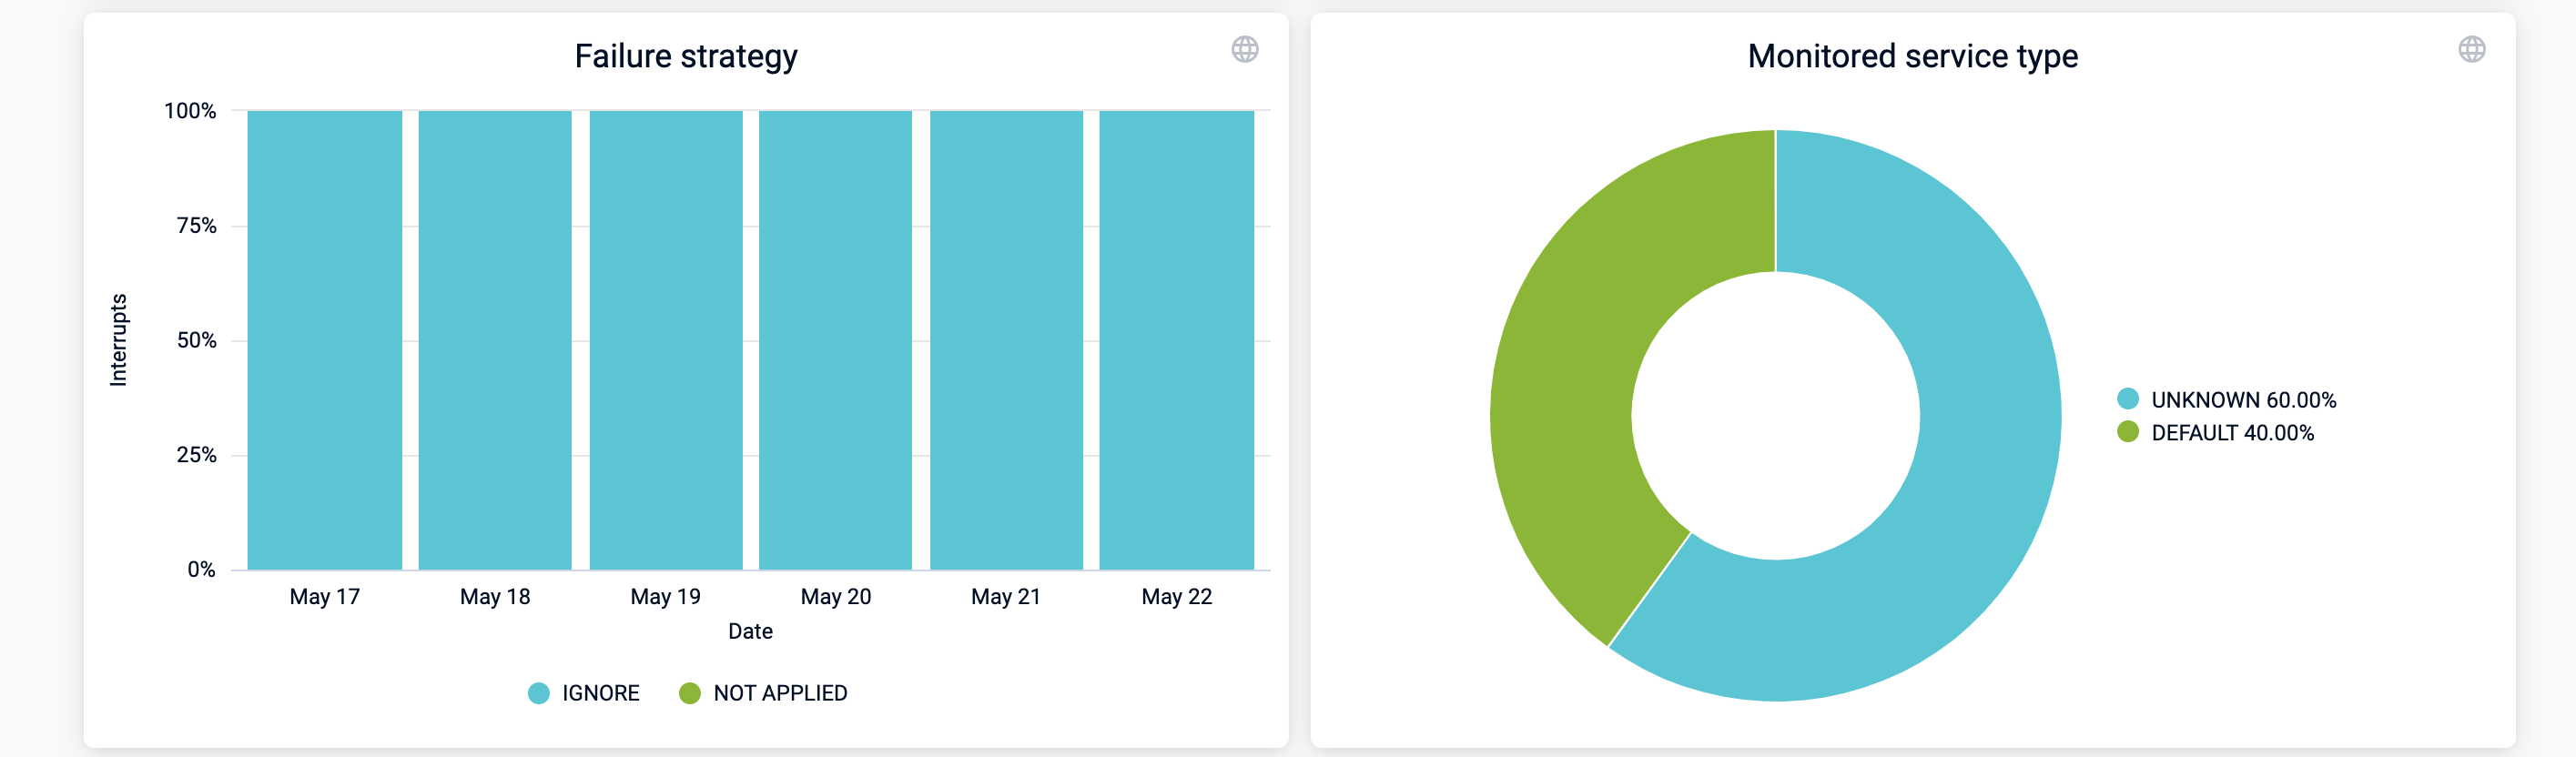 Failure strategy
100%
75%
50%
25%
0%
Interrupts
May 17 May 18 May 19 May 20 May 21 May 22
Date
IGNORE NOT APPLIED
Monitored service type
UNKNOWN 60.00%
DEFAULT 40.00%